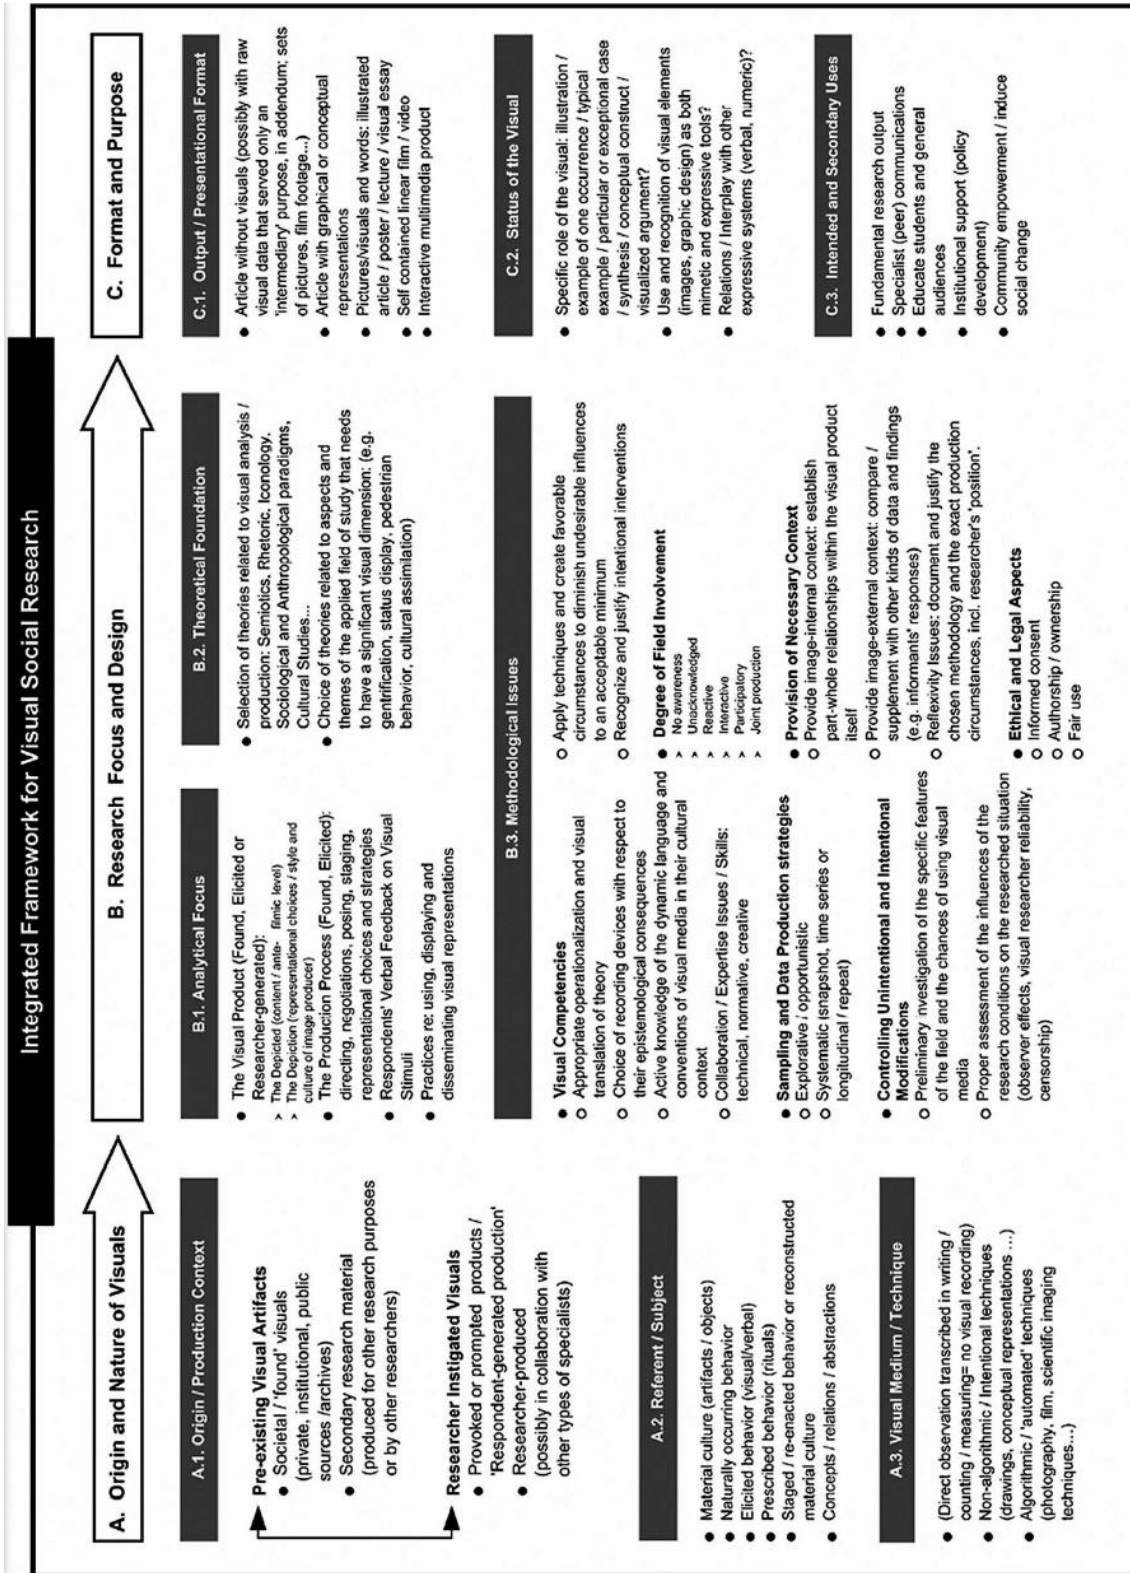 Integrated Framework for Visual Social Research
A. Origin and Nature of Visuals
B. Research Focus and Design
C. Format and Purpose
A.1. Origin / Production Context
Pre-existing Visual Artifacts
● Societal / 'found' visuals
(private, institutional, public
sources /archives)
● Secondary research material
(produced for other research purposes
or by other researchers)
Researcher Instigated Visuals
● Provoked or prompted products /
'Respondent-generated production'
● Researcher-produced
(possibly in collaboration with
other types of specialists)
A.2. Referent / Subject
● Material culture (artifacts / objects)
● Naturally occurring behavior
● Elicited behavior (visual/verbal)
● Prescribed behavior (rituals)
● Staged / re-enacted behavior or reconstructed
material culture
● Concepts / relations / abstractions
A.3. Visual Medium / Technique
● (Direct observation transcribed in writing /
counting / measuring= no visual recording)
● Non-algorithmic / Intentional techniques
(drawings, conceptual representations …)
● Algorithmic / 'automated' techniques
(photography, film, scientific imaging
techniques…)
B.1. Analytical Focus
● The Visual Product (Found, Elicited or
Researcher-generated):
> The Depicted (content / ante- filmic level)
> The Depiction (representational choices / style and
culture of image producer)
● The Production Process (Found, Elicited):
directing, negotiations, posing, staging,
representational choices and strategies
● Respondents' Verbal Feedback on Visual
Stimuli
● Practices re: using, displaying and
disseminating visual representations
B.2. Theoretical Foundation
● Selection of theories related to visual analysis /
production: Semiotics, Rhetoric, Iconology,
Sociological and Anthropological paradigms,
Cultural Studies...
● Choice of theories related to aspects and
themes of the applied field of study that needs
to have a significant visual dimension: (e.g.
gentrification, status display, pedestrian
behavior, cultural assimilation)
B.3. Methodological Issues
● Visual Competencies
○ Appropriate operationalization and visual
translation of theory
○ Choice of recording devices with respect to
their epistemological consequences
○ Active knowledge of the dynamic language and
conventions of visual media in their cultural
context
○ Collaboration / Expertise Issues / Skills:
technical, normative, creative
● Sampling and Data Production strategies
○ Explorative / opportunistic
○ Systematic (snapshot, time series or
longitudinal / repeat)
● Controlling Unintentional and Intentional
Modifications
○ Preliminary investigation of the specific features
of the field and the chances of using visual
media
○ Proper assessment of the influences of the
research conditions on the researched situation
(observer effects, visual researcher reliability,
censorship)
○ Apply techniques and create favorable
circumstances to diminish undesirable influences
to an acceptable minimum
○ Recognize and justify intentional interventions
● Degree of Field Involvement
> No awareness
> Unacknowledged
> Reactive
> Interactive
> Participatory
> Joint production
● Provision of Necessary Context
○ Provide image-internal context: establish
part-whole relationships within the visual product
itself
○ Provide image-external context: compare /
supplement with other kinds of data and findings
(e.g. informants' responses)
○ Reflexivity Issues: document and justify the
chosen methodology and the exact production
circumstances, incl. researcher's 'position'.
● Ethical and Legal Aspects
○ Informed consent
○ Authorship / ownership
○ Fair use
C.1. Output / Presentational Format
● Article without visuals (possibly with raw
visual data that served only an
'intermediary' purpose, in addendum; sets
of pictures, film footage...)
● Article with graphical or conceptual
representations
● Pictures/visuals and words: illustrated
article / poster / lecture / visual essay
● Self contained linear film / video
● Interactive multimedia product
C.2. Status of the Visual
● Specific role of the visual: illustration /
example of one occurrence / typical
example / particular or exceptional case
/ synthesis / conceptual construct /
visualized argument?
● Use and recognition of visual elements
(images, graphic design) as both
mimetic and expressive tools?
● Relations / Interplay with other
expressive systems (verbal, numeric)?
C.3. Intended and Secondary Uses
● Fundamental research output
● Specialist (peer) communications
● Educate students and general
audiences
● Institutional support (policy
development)
● Community empowerment / induce
social change